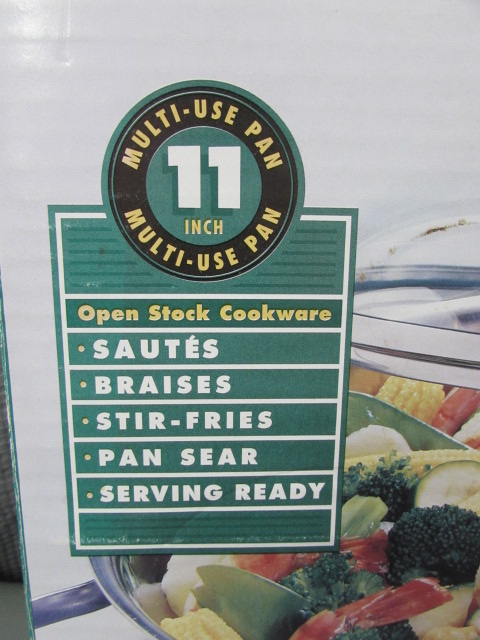 MULTI-USE PAN
11
INCH
MULTI-USE PAN
Open Stock Cookware
• SAUTÉS
• BRAISES
• STIR-FRIES
• PAN SEAR
• SERVING READY